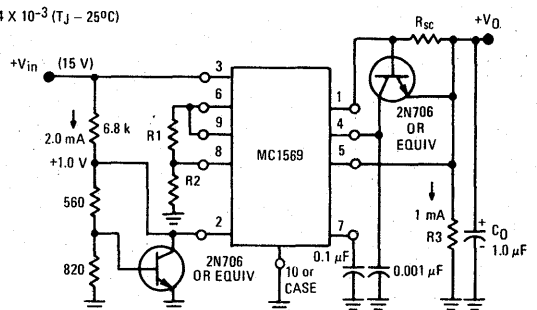 4 X 10-3 (TJ – 25ºC)
RSC
+VO
+Vin
(15 V)
3
6
1
2N706
OR
EQUIV
6.8 k
2.0 mA
R1
9
4
+1.0 V
8
MC1569
5
R2
560
1 mA
R3
CO
1.0 µF
+
-
2
7
0.1 µF
0.001 µF
820
2N706
OR EQUIV
10 or
CASE